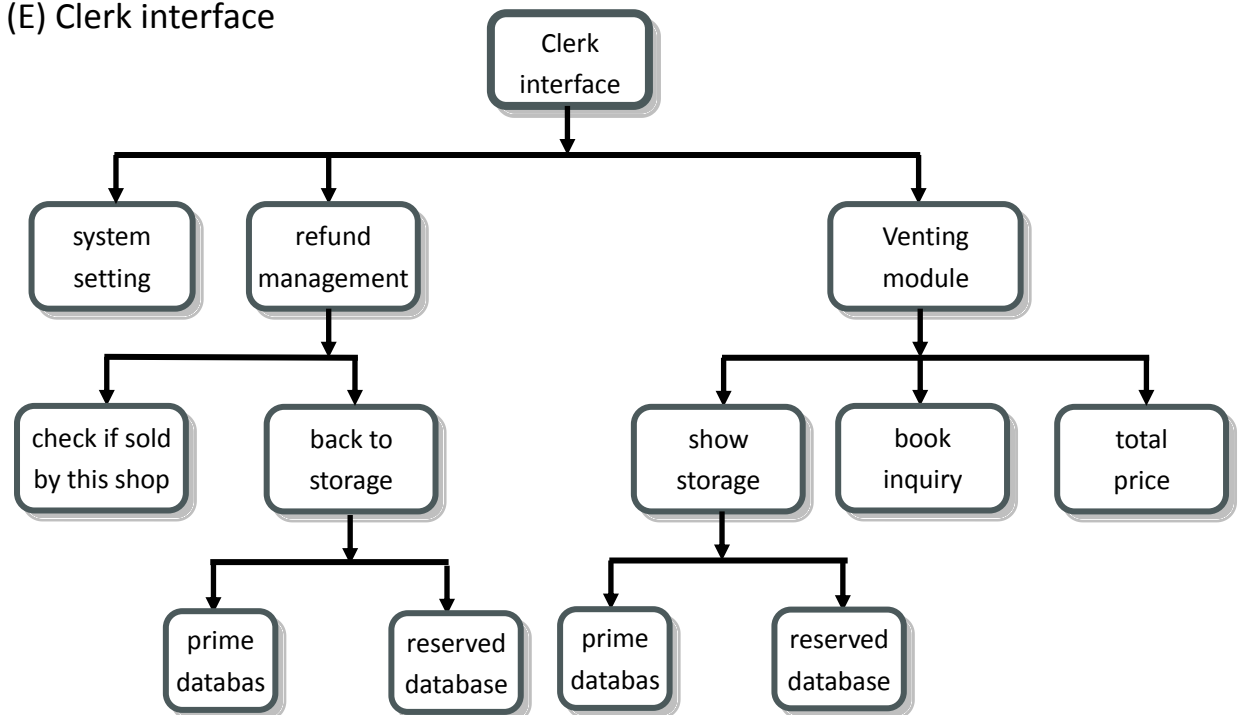 (E) Clerk interface
Clerk
interface
system
setting
refund
management
Venting
module
check if sold
by this shop
back to
storage
show
storage
book
inquiry
total
price
prime
databas
reserved
database
prime
databas
reserved
database